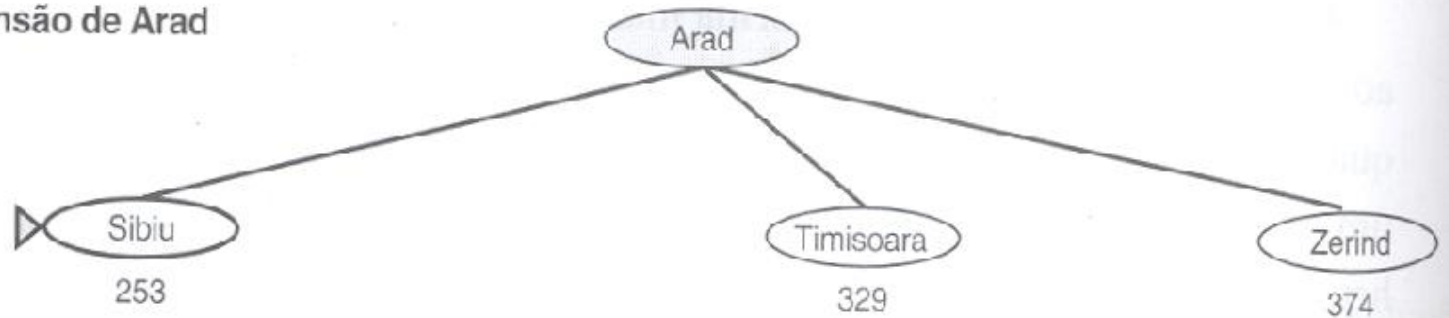 nsão de Arad
Arad
Sibiu
Timisoara
Zerind
253
329
374